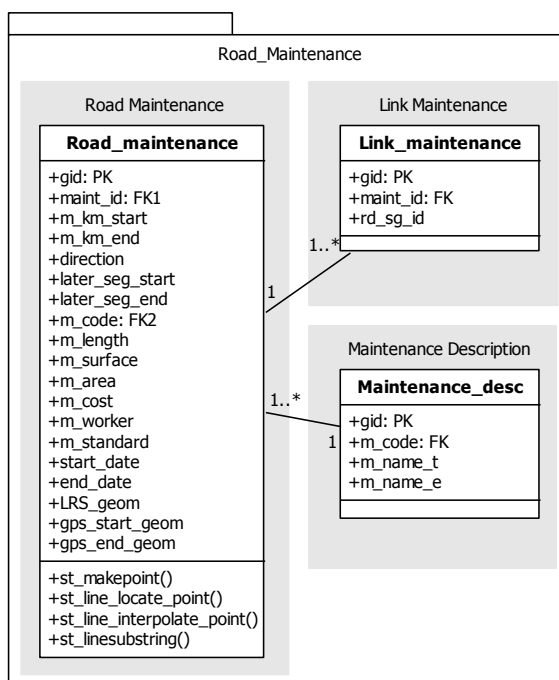 Road_Maintenance
Road Maintenance
Road_maintenance
+gid: PK
+maint_id: FK1
+m_km_start
+m_km_end
+direction
+later_seg_start
+later_seg_end
+m_code: FK2
+m_length
+m_surface
+m_area
+m_cost
+m_worker
+m_standard
+start_date
+end_date
+LRS_geom
+gps_start_geom
+gps_end_geom
+st_makepoint()
+st_line_locate_point()
+st_line_interpolate_point()
+st_linesubstring()
1
1..*
1..*
1
Link Maintenance
Link_maintenance
+gid: PK
+maint_id: FK
+rd_sg_id
Maintenance Description
Maintenance_desc
+gid: PK
+m_code: FK
+m_name_t
+m_name_e